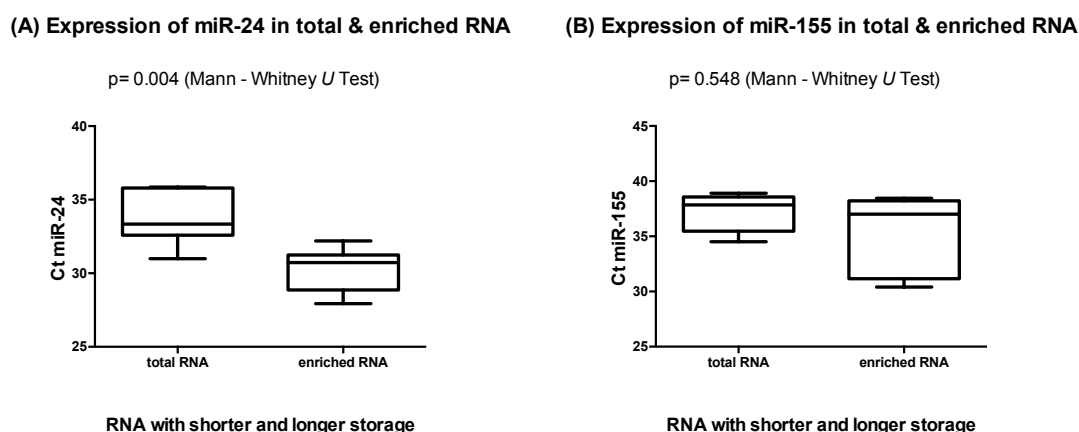 (A) Expression of miR-24 in total & enriched RNA
p= 0.004 (Mann - Whitney U Test)
Ct miR-24
40
35
30
25
total RNA
enriched RNA
RNA with shorter and longer storage
(B) Expression of miR-155 in total & enriched RNA
p= 0.548 (Mann - Whitney U Test)
Ct miR-155
45
40
35
30
25
total RNA
enriched RNA
RNA with shorter and longer storage